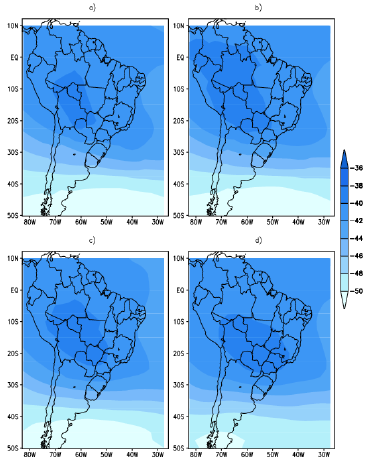 a) b)
10N 10N
EQ EQ
10S 10S
20S 20S
30S 30S
40S 40S
50S 50S
80W 70W 60W 50W 40W 30W 80W 70W 60W 50W 40W 30W
-36
-38
-40
-42
-44
-46
-50
c) d)
10N 10N
EQ EQ
10S 10S
20S 20S
30S 30S
40S 40S
50S 50S
80W 70W 60W 50W 40W 30W 80W 70W 60W 50W 40W 30W